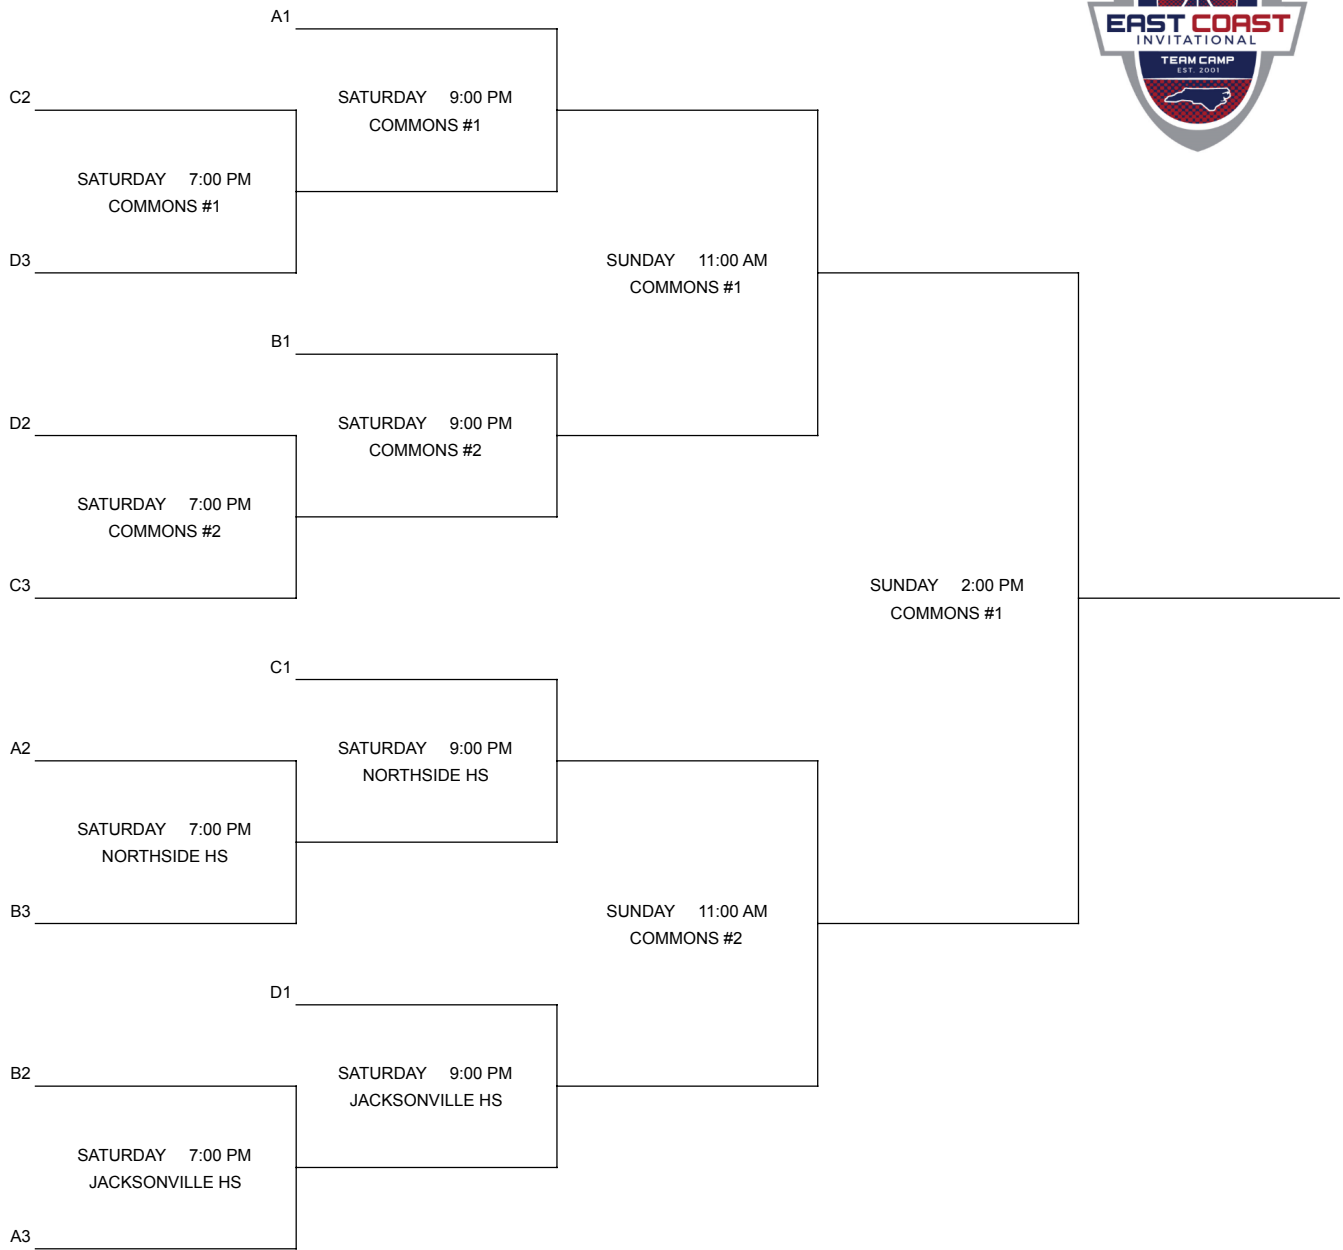 A1
EAST COAST
INVITATIONAL
TEAM CAMP
EST. 2001
C2
SATURDAY 9:00 PM
COMMONS #1
SATURDAY 7:00 PM
COMMONS #1
D3
SUNDAY 11:00 AM
COMMONS #1
B1
D2
SATURDAY 9:00 PM
COMMONS #2
SATURDAY 7:00 PM
COMMONS #2
C3
SUNDAY 2:00 PM
COMMONS #1
C1
A2
SATURDAY 9:00 PM
NORTHSIDE HS
SATURDAY 7:00 PM
NORTHSIDE HS
B3
SUNDAY 11:00 AM
COMMONS #2
D1
B2
SATURDAY 9:00 PM
JACKSONVILLE HS
SATURDAY 7:00 PM
JACKSONVILLE HS
A3